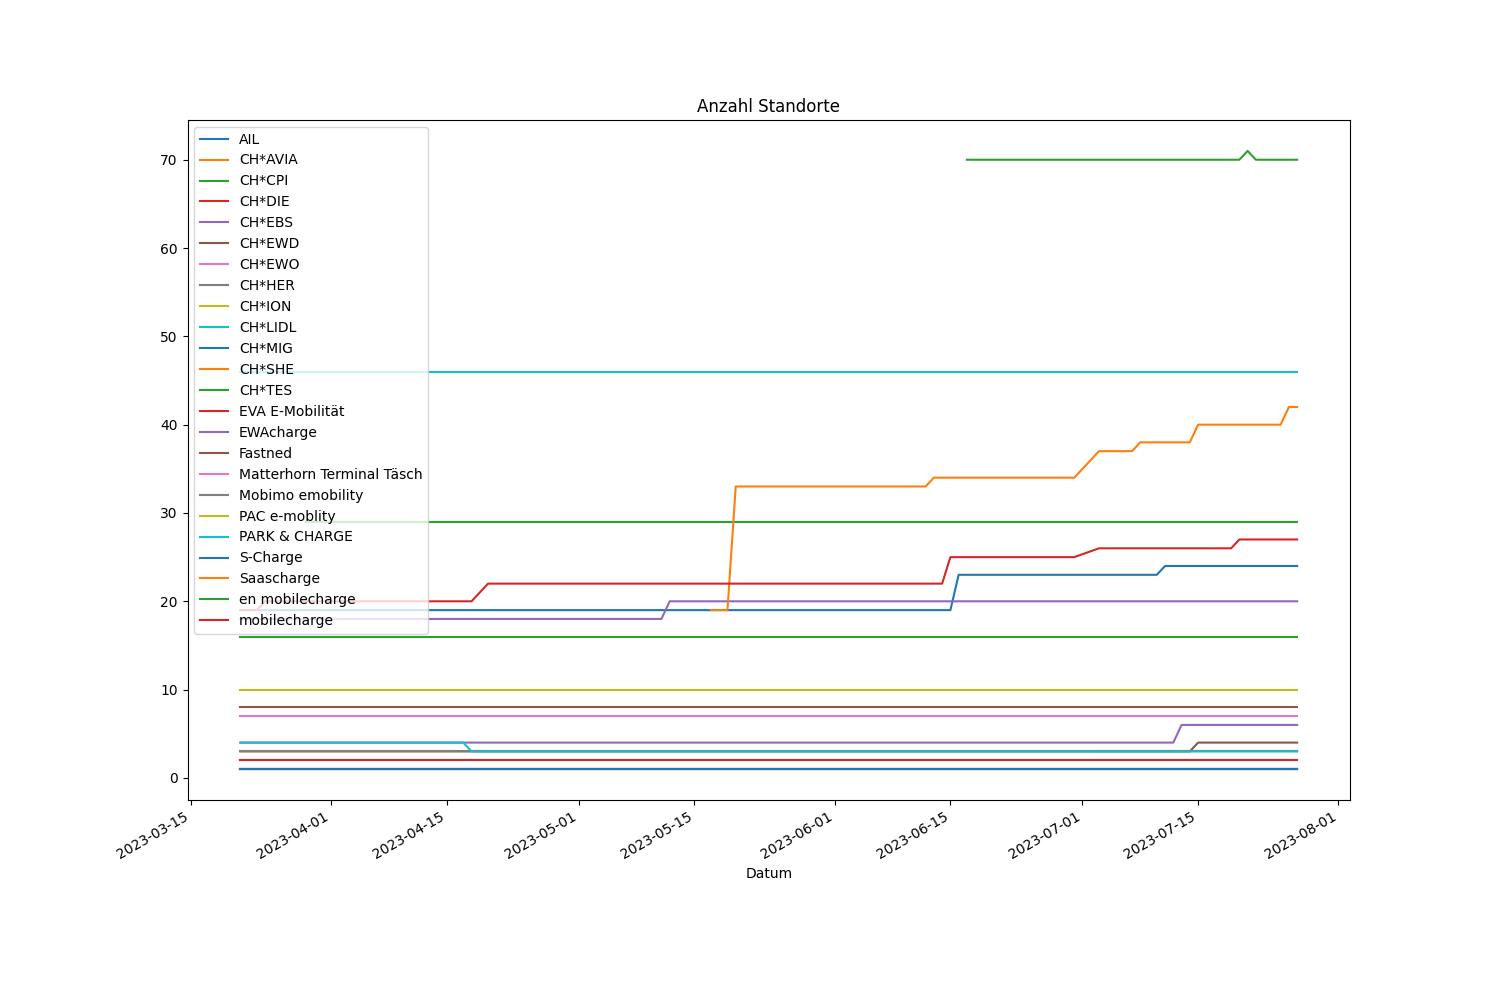 Anzahl Standorte
AIL
CH*AVIA
CH*CPI
CH*DIE
CH*EBS
CH*EWD
CH*EWO
CH*HER
CH*ION
CH*LIDL
CH*MIG
CH*SHE
CH*TES
EVA E-Mobilität
EWAcharge
Fastned
Matterhorn Terminal Täsch
Mobimo emobility
PAC e-moblity
PARK & CHARGE
S-Charge
Saascharge
en mobilecharge
mobilecharge
70
60
50
40
30
20
10
0
2023-03-15
2023-04-01
2023-04-15
2023-05-01
2023-05-15
2023-06-01
2023-06-15
2023-07-01
2023-07-15
2023-08-01
Datum